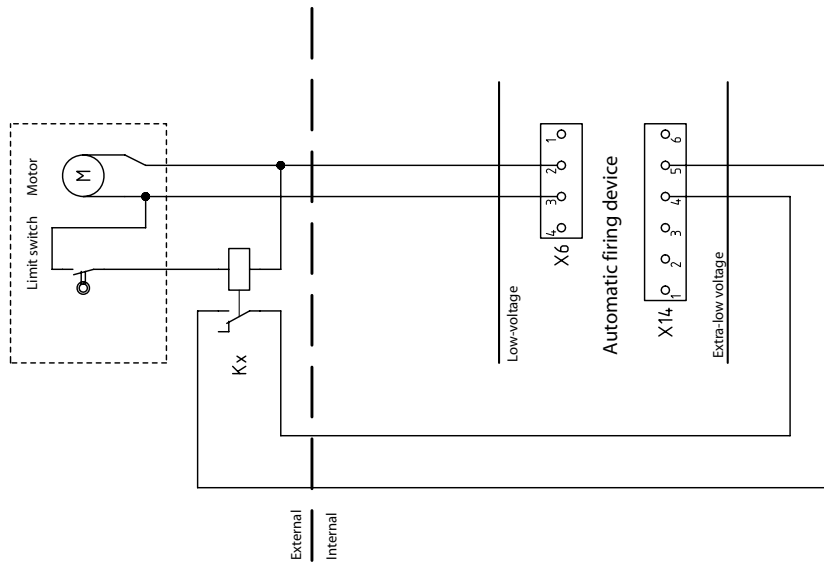 Limit switch
Motor
M
Kx
External
Internal
Low-voltage
X6
4
3
2
1
Automatic firing device
X14
1
2
3
4
5
6
Extra-low voltage